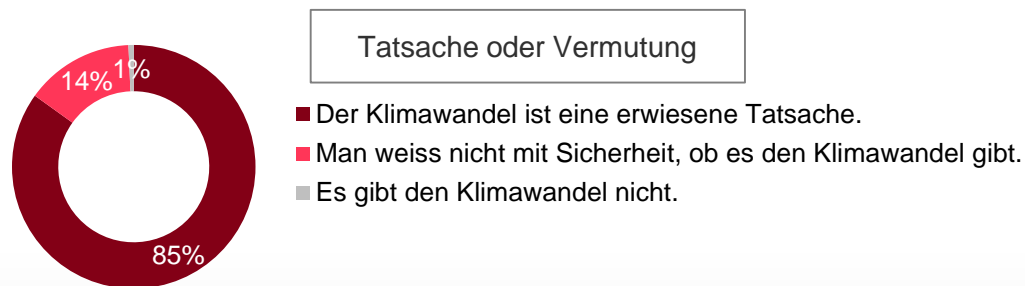 Tatsache oder Vermutung
14%
1%
85%
Der Klimawandel ist eine erwiesene Tatsache.
Man weiss nicht mit Sicherheit, ob es den Klimawandel gibt.
Es gibt den Klimawandel nicht.